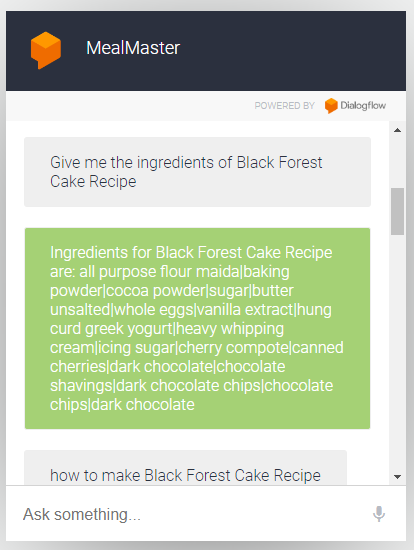 MealMaster
POWERED BY Dialogflow
Give me the ingredients of Black Forest
Cake Recipe
Ingredients for Black Forest Cake Recipe
are: all purpose flour maida|baking
powder|cocoa powder|sugar|butter
unsalted|whole eggs|vanilla extract|hung
curd greek yogurt|heavy whipping
cream|icing sugar|cherry compote|canned
cherries|dark chocolate|chocolate
shavings|dark chocolate chips|chocolate
chips|dark chocolate
how to make Black Forest Cake Recipe
Ask something...